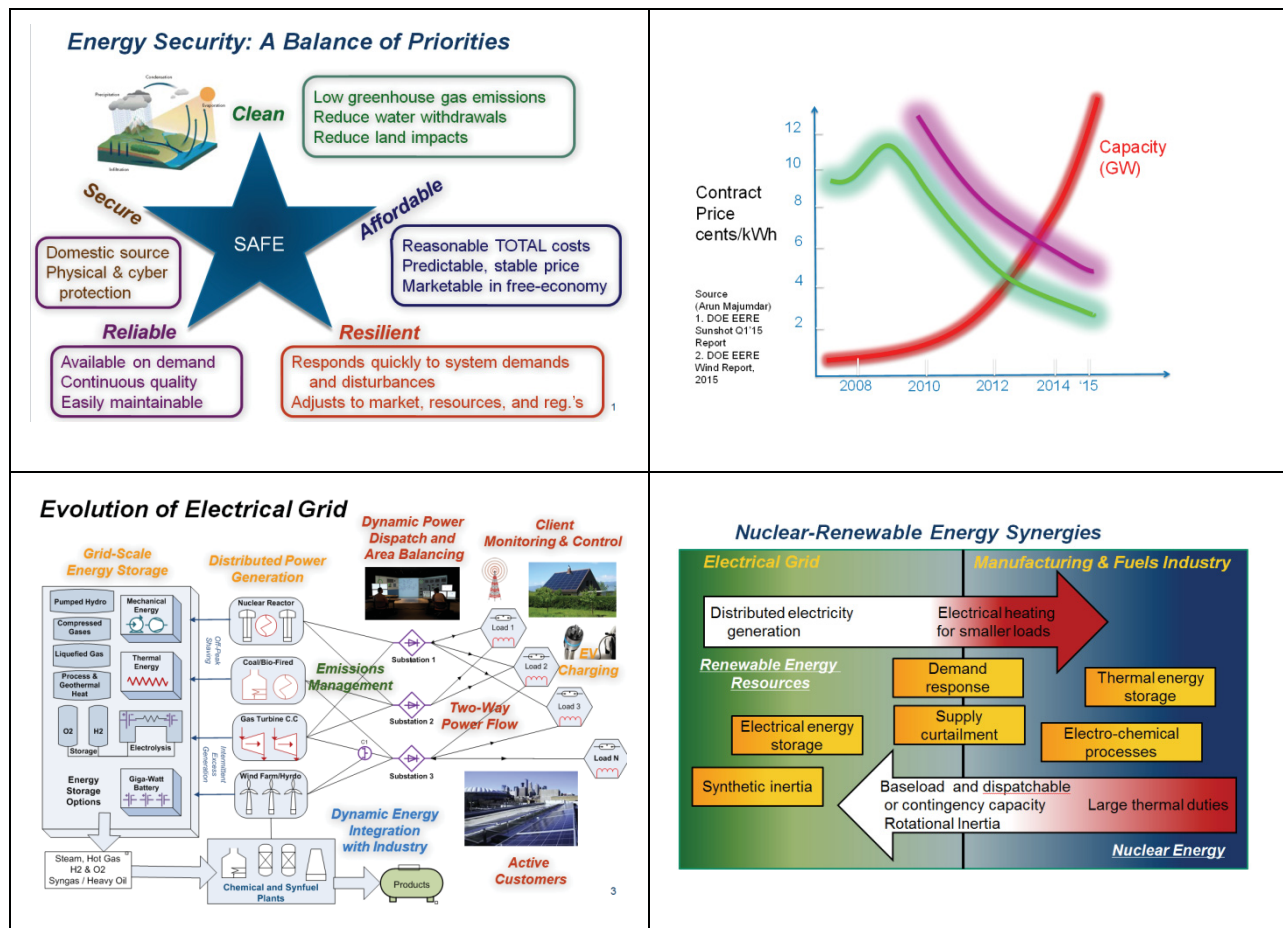 Energy Security: A Balance of Priorities
Condensation
Precipitation
Evaporation
Infiltration
Clean
Low greenhouse gas emissions
Reduce water withdrawals
Reduce land impacts
Secure
Domestic source
Physical & cyber
protection
SAFE
Affordable
Reasonable TOTAL costs
Predictable, stable price
Marketable in free-economy
Reliable
Available on demand
Continuous quality
Easily maintainable
Resilient
Responds quickly to system demands
and disturbances
Adjusts to market, resources, and reg.'s
1
12
10
8
6
4
2
Contract
Price
cents/kWh
Capacity
(GW)
Source
(Arun Majumdar)
1. DOE EERE
Sunshot Q1'15
Report
2. DOE EERE
Wind Report,
2015
2008
2010
2012
2014
'15
Evolution of Electrical Grid
Grid-Scale
Energy Storage
Distributed Power
Generation
Dynamic Power
Dispatch and
Area Balancing
Client
Monitoring & Control
Pumped Hydro
Compressed
Gases
Liquefied Gas
Process &
Geothermal
Heat
O2
H2
Storage
Mechanical
Energy
Thermal
Energy
Electrolysis
Giga-Watt
Battery
Energy
Storage
Options
Off-Peak
Shaving
Intermittent
Excess
Generation
Nuclear Reactor
Coal/Bio-Fired
Gas Turbine C.C
Wind Farm/Hyrdo
Emissions
Management
C1
Substation 1
Substation 2
Substation 3
Load 1
Load 2
Load 3
Load N
EV
Charging
Two-Way
Power Flow
Dynamic Energy
Integration
with Industry
Active
Customers
Steam, Hot Gas
H2 & O2
Syngas / Heavy Oil
Chemical and Synfuel
Plants
Products
3
Nuclear-Renewable Energy Synergies
Electrical Grid
Manufacturing & Fuels Industry
Distributed electricity
generation
Electrical heating
for smaller loads
Renewable Energy
Resources
Demand
response
Thermal energy
storage
Electrical energy
storage
Supply
curtailment
Electro-chemical
processes
Synthetic inertia
Baseload and dispatchable
or contingency capacity
Rotational Inertia
Large thermal duties
Nuclear Energy